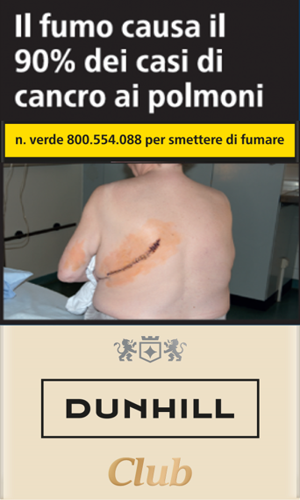 Il fumo causa il
90% dei casi di
cancro ai polmoni
n. verde 800.554.088 per smettere di fumare
DUNHILL
Club